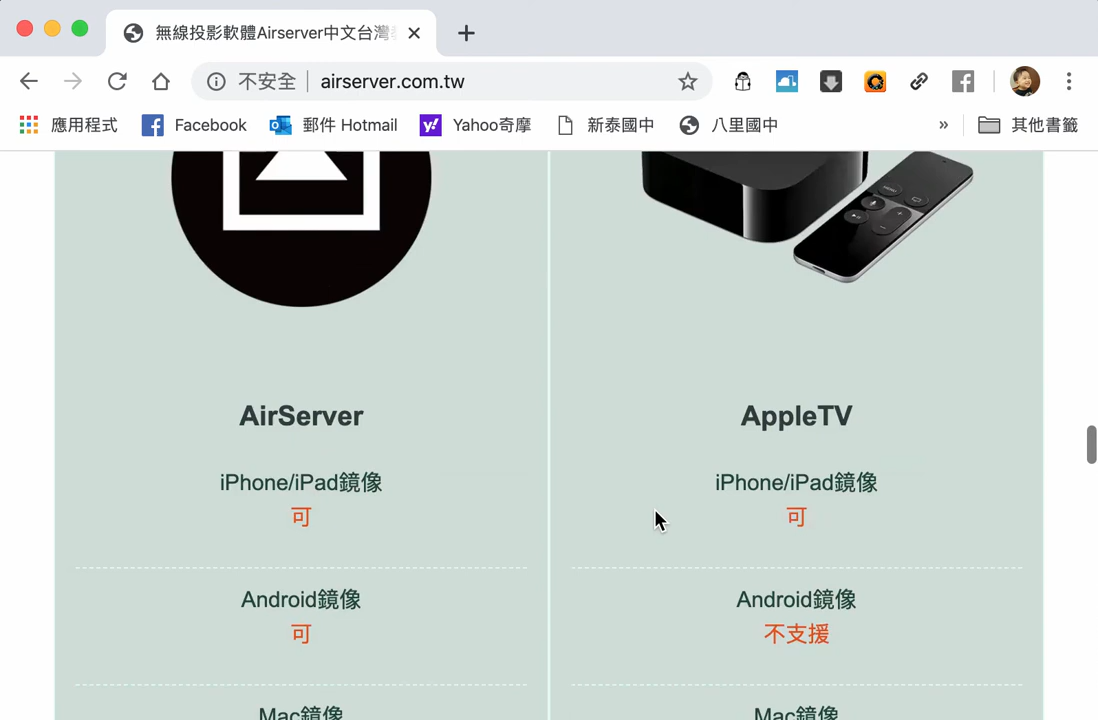 無線投影軟體Airserver中文台灣
不安全 airserver.com.tw
應用程式 Facebook 郵件 Hotmail Yahoo奇摩 新泰國中 八里國中 » 其他書籤
AirServer AppleTV
iPhone/iPad鏡像 iPhone/iPad鏡像
可 可
Android鏡像 Android鏡像
可 不支援
Mac鏡像 Mac鏡像